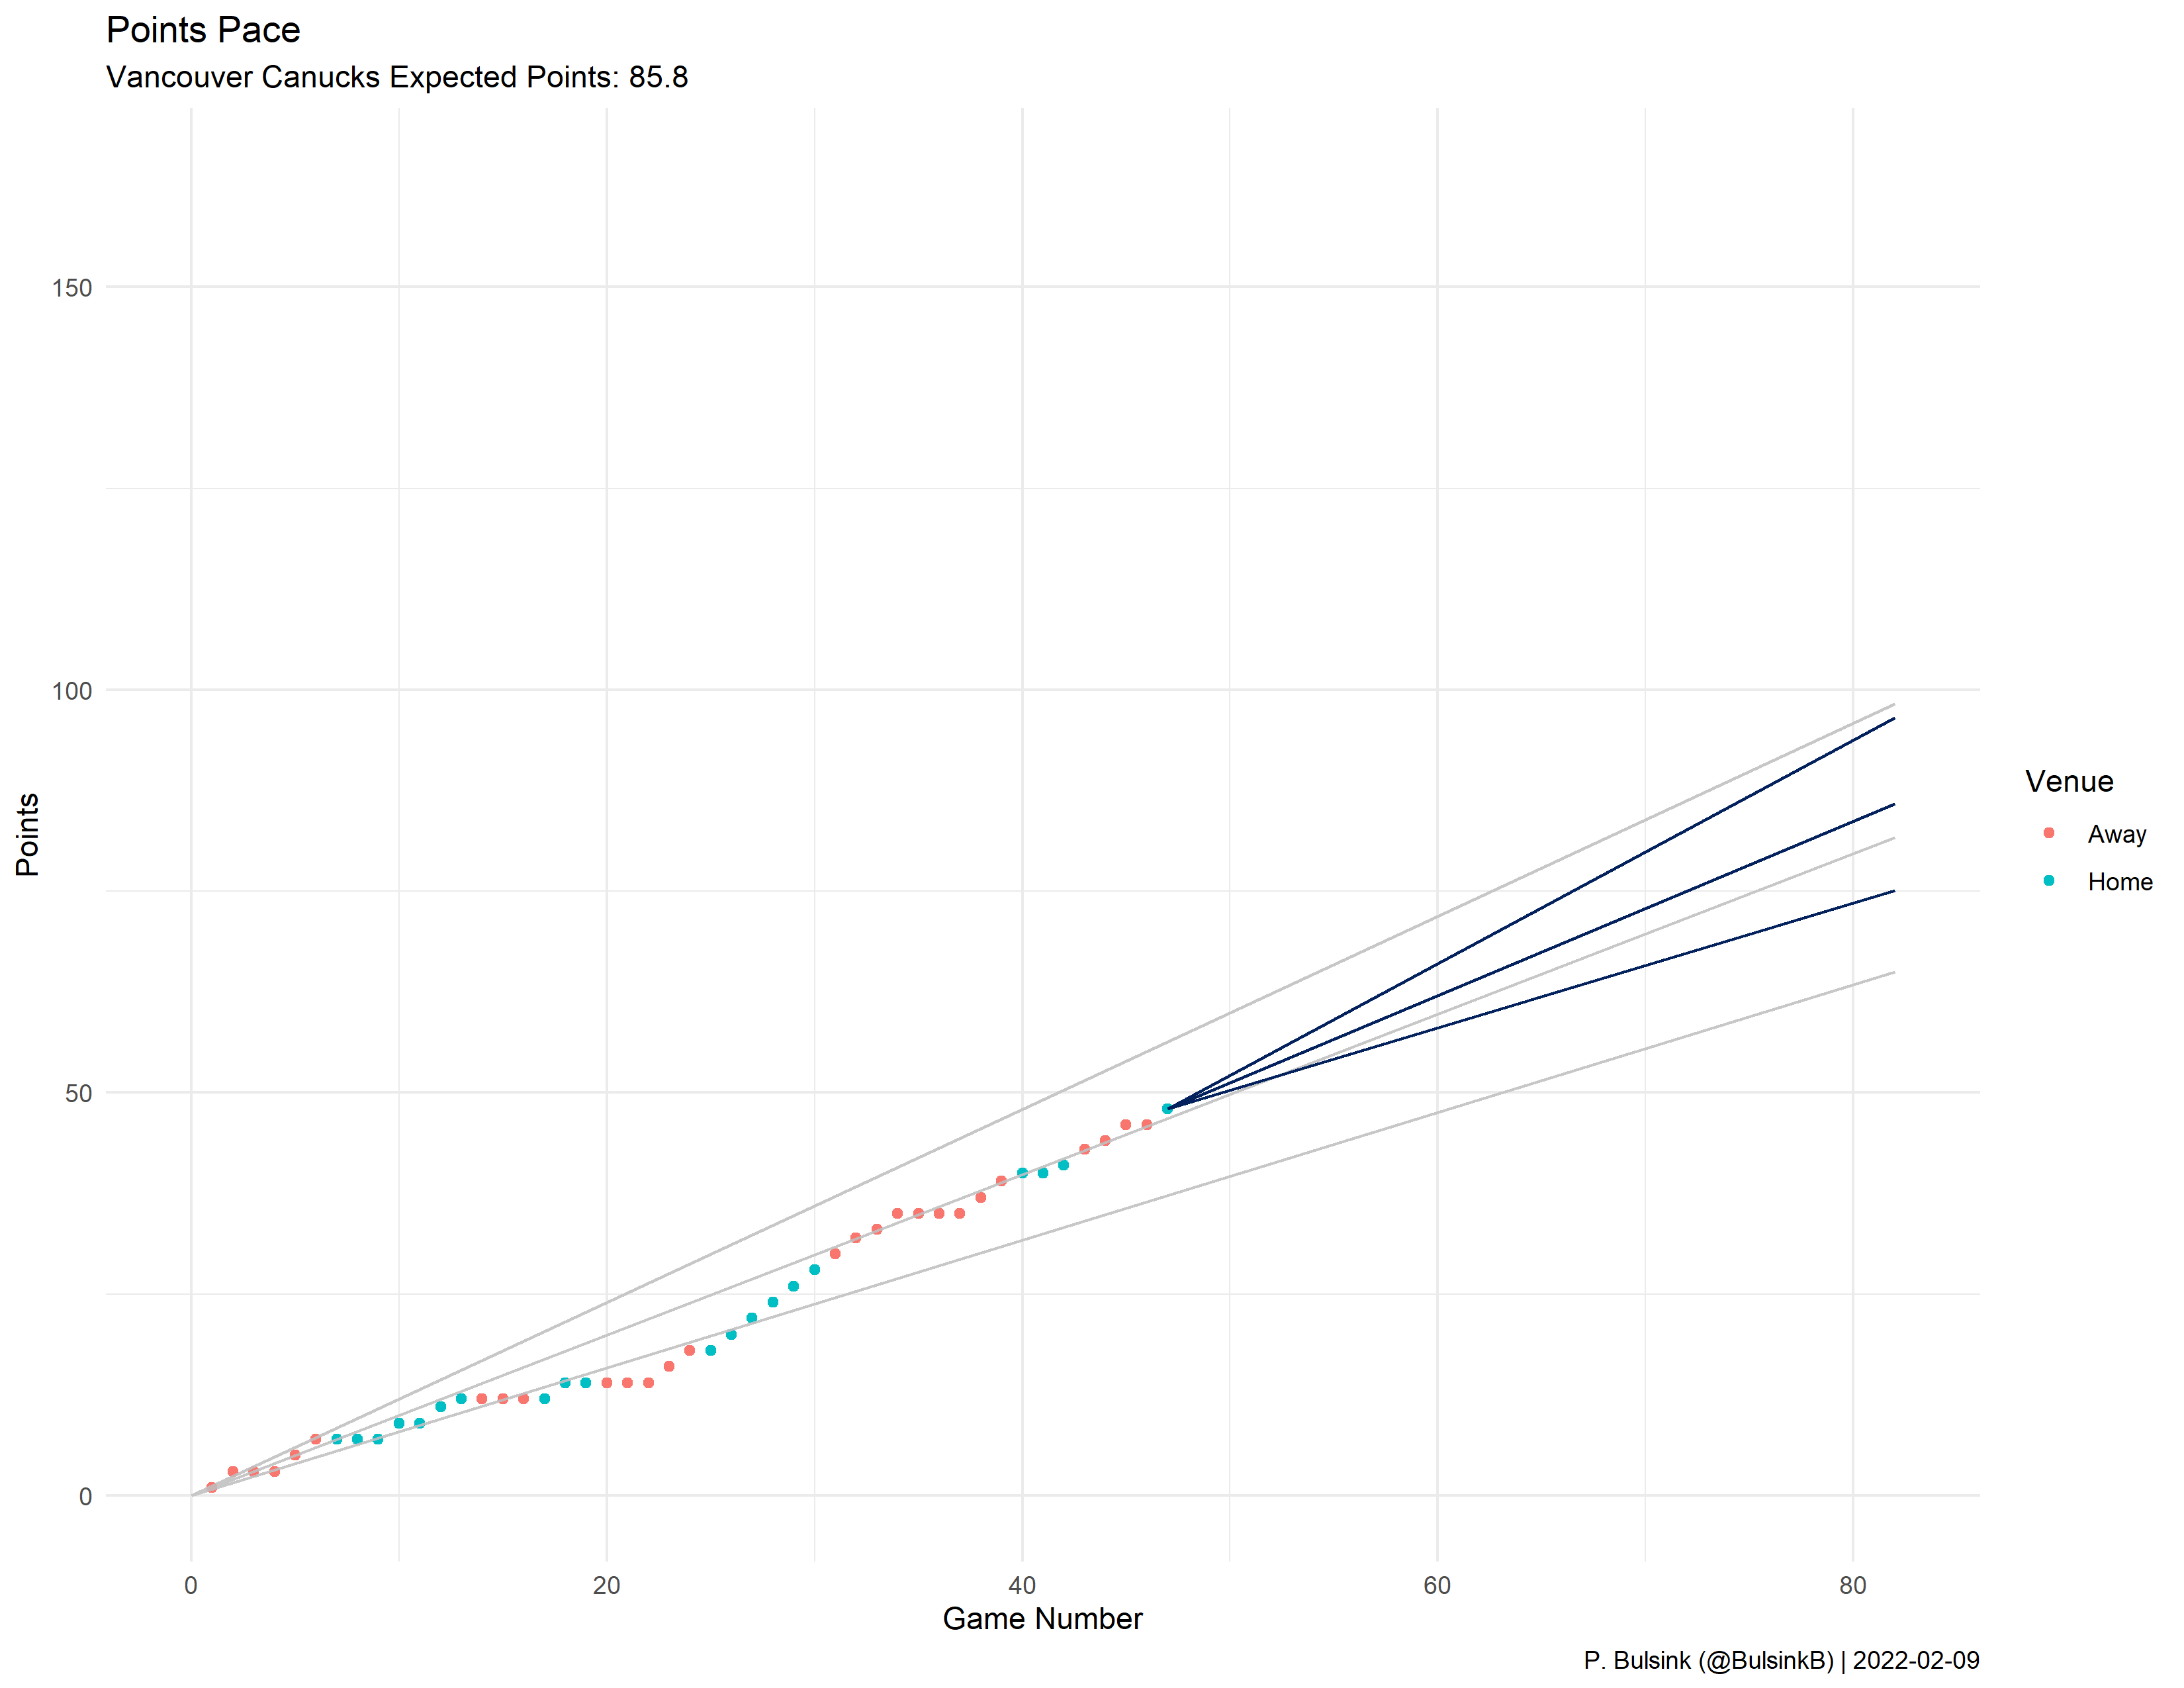 Points Pace
Vancouver Canucks Expected Points: 85.8
150
100
50
0
Points
0 20 40 60 80
Game Number
Venue
Away
Home
P. Bulsink (@BulsinkB) | 2022-02-09